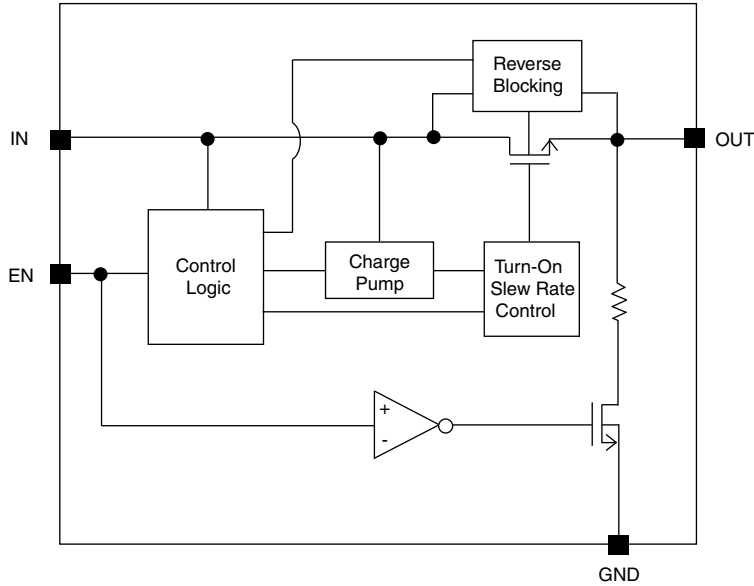 Reverse
Blocking
IN
OUT
EN
Control
Logic
Charge
Pump
Turn-On
Slew Rate
Control
+
-
GND